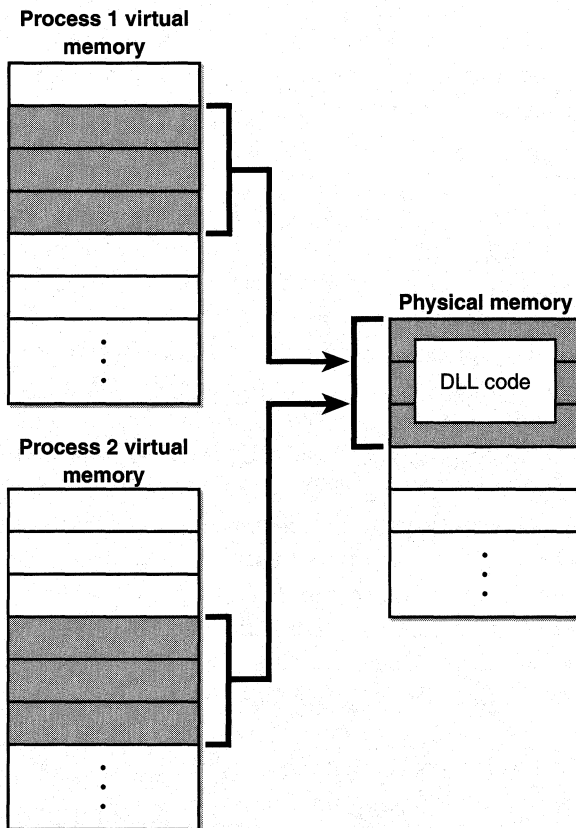 Process 1 virtual
memory
Physical memory
DLL code
Process 2 virtual
memory